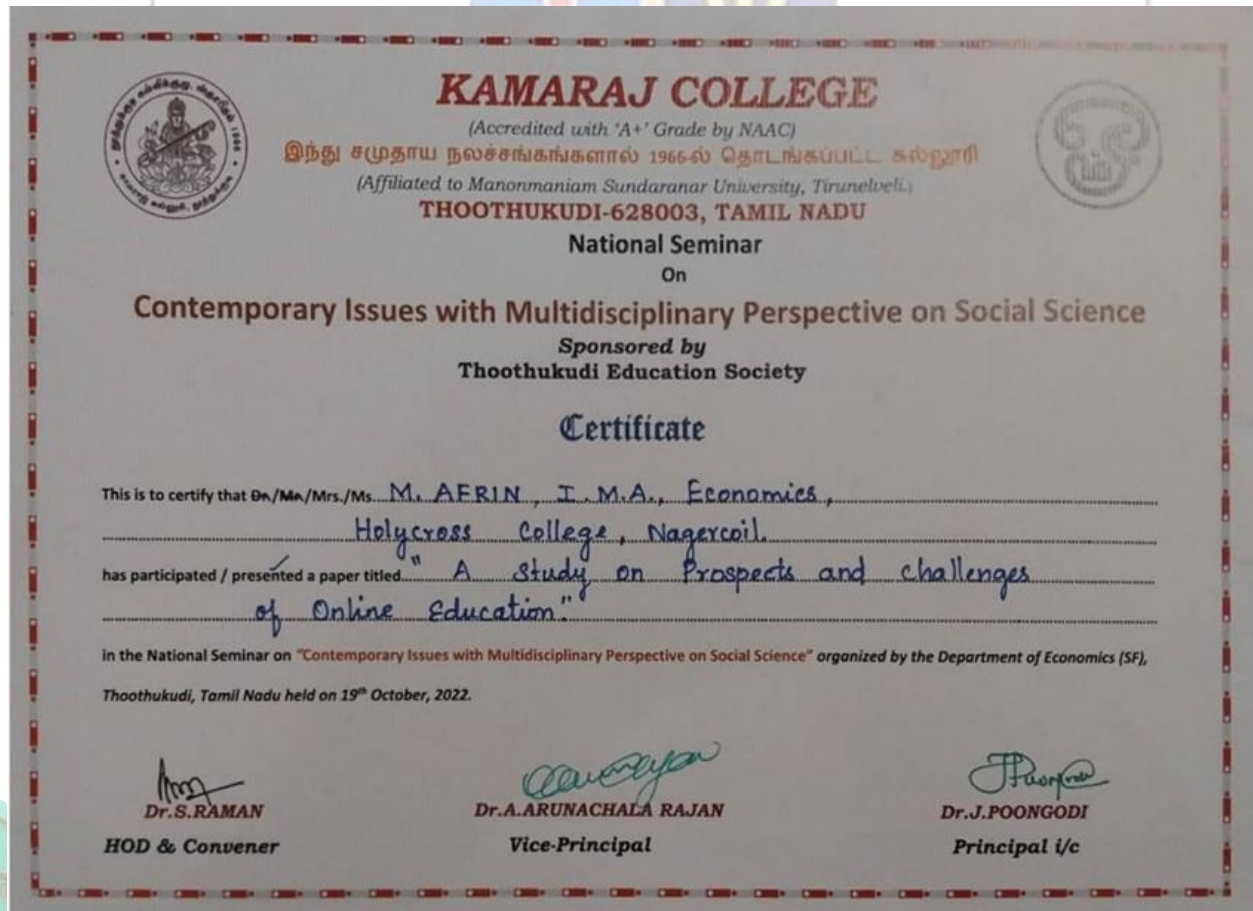 KAMARAJ COLLEGE
(Accredited with 'A+' Grade by NAAC)
இந்து சமுதாய நலச்சங்கங்களால் 1966-ல் தொடங்கப்பட்ட கல்லூரி
(Affiliated to Manonmaniam Sundaranar University, Tirunelveli.)
THOOTHUKUDI-628003, TAMIL NADU
National Seminar
On
Contemporary Issues with Multidisciplinary Perspective on Social Science
Sponsored by
Thoothukudi Education Society
Certificate
This is to certify that Dr/Mr/Mrs./Ms. M. AFRIN, I. M.A., Economics,
Holycross College, Nagercoil.
has participated / presented a paper titled "A Study on Prospects and challenges
of Online Education."
in the National Seminar on "Contemporary Issues with Multidisciplinary Perspective on Social Science" organized by the Department of Economics (SF),
Thoothukudi, Tamil Nadu held on 19th October, 2022.
Dr.S.RAMAN
Dr.A.ARUNACHALA RAJAN
Dr.J.POONGODI
HOD & Convener
Vice-Principal
Principal i/c